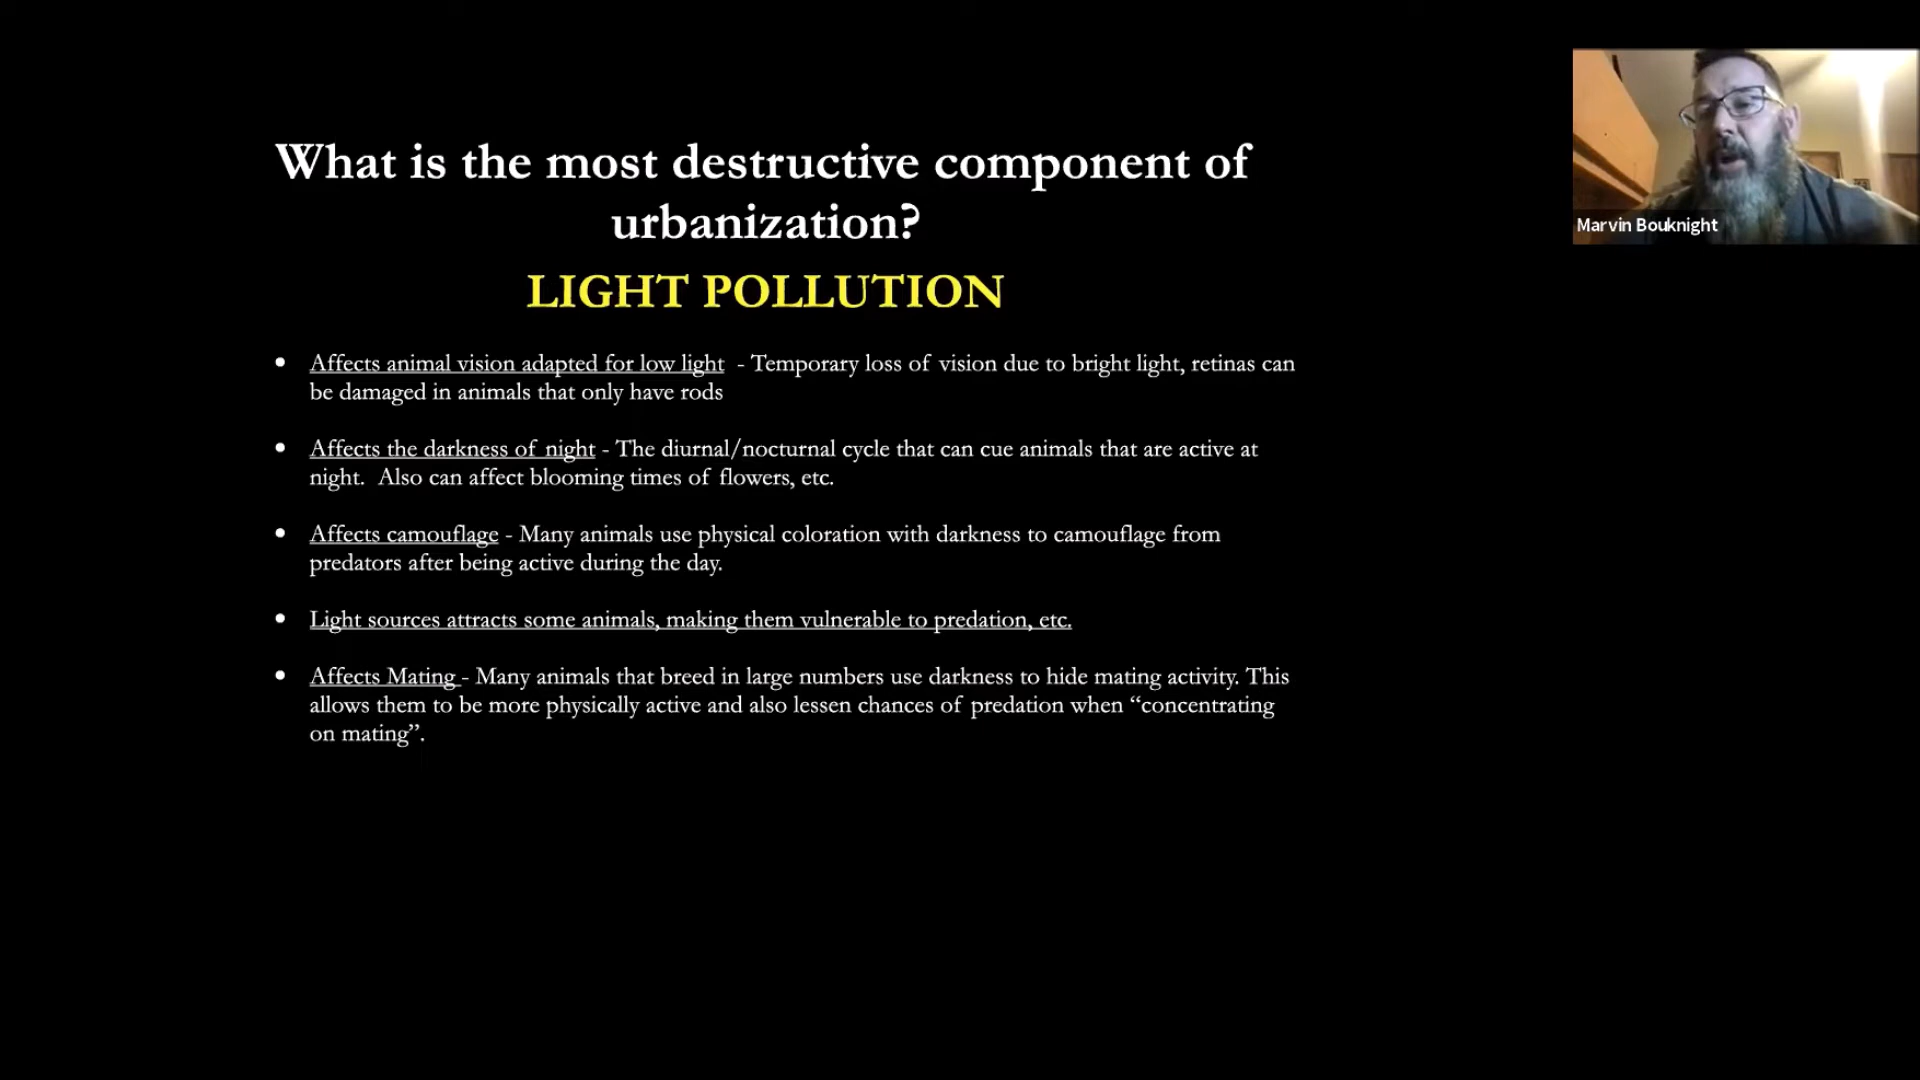 What is the most destructive component of
urbanization?
LIGHT POLLUTION
• Affects animal vision adapted for low light - Temporary loss of vision due to bright light, retinas can
be damaged in animals that only have rods
• Affects the darkness of night - The diurnal/nocturnal cycle that can cue animals that are active at
night. Also can affect blooming times of flowers, etc.
• Affects camouflage - Many animals use physical coloration with darkness to camouflage from
predators after being active during the day.
• Light sources attracts some animals, making them vulnerable to predation, etc.
• Affects Mating - Many animals that breed in large numbers use darkness to hide mating activity. This
allows them to be more physically active and also lessen chances of predation when “concentrating
on mating”.
Marvin Bouknight